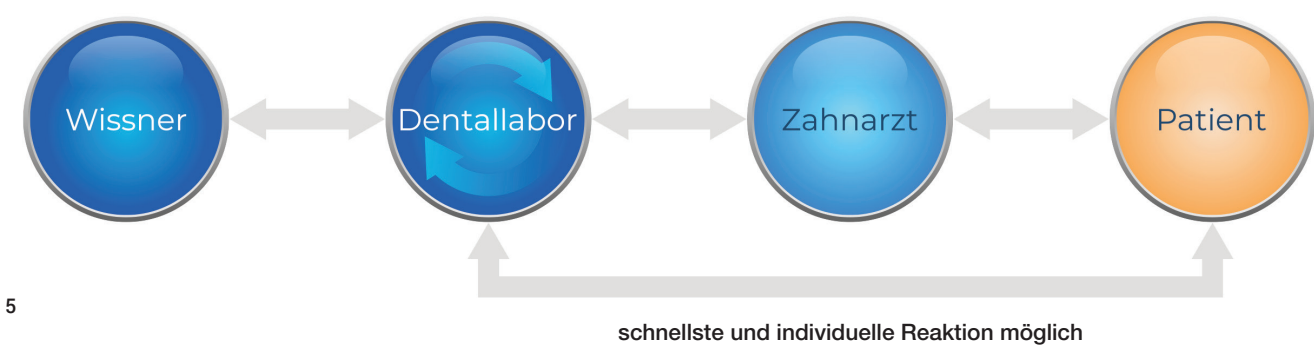 Wissner
Dentallabor
Zahnarzt
Patient
5
schnellste und individuelle Reaktion möglich